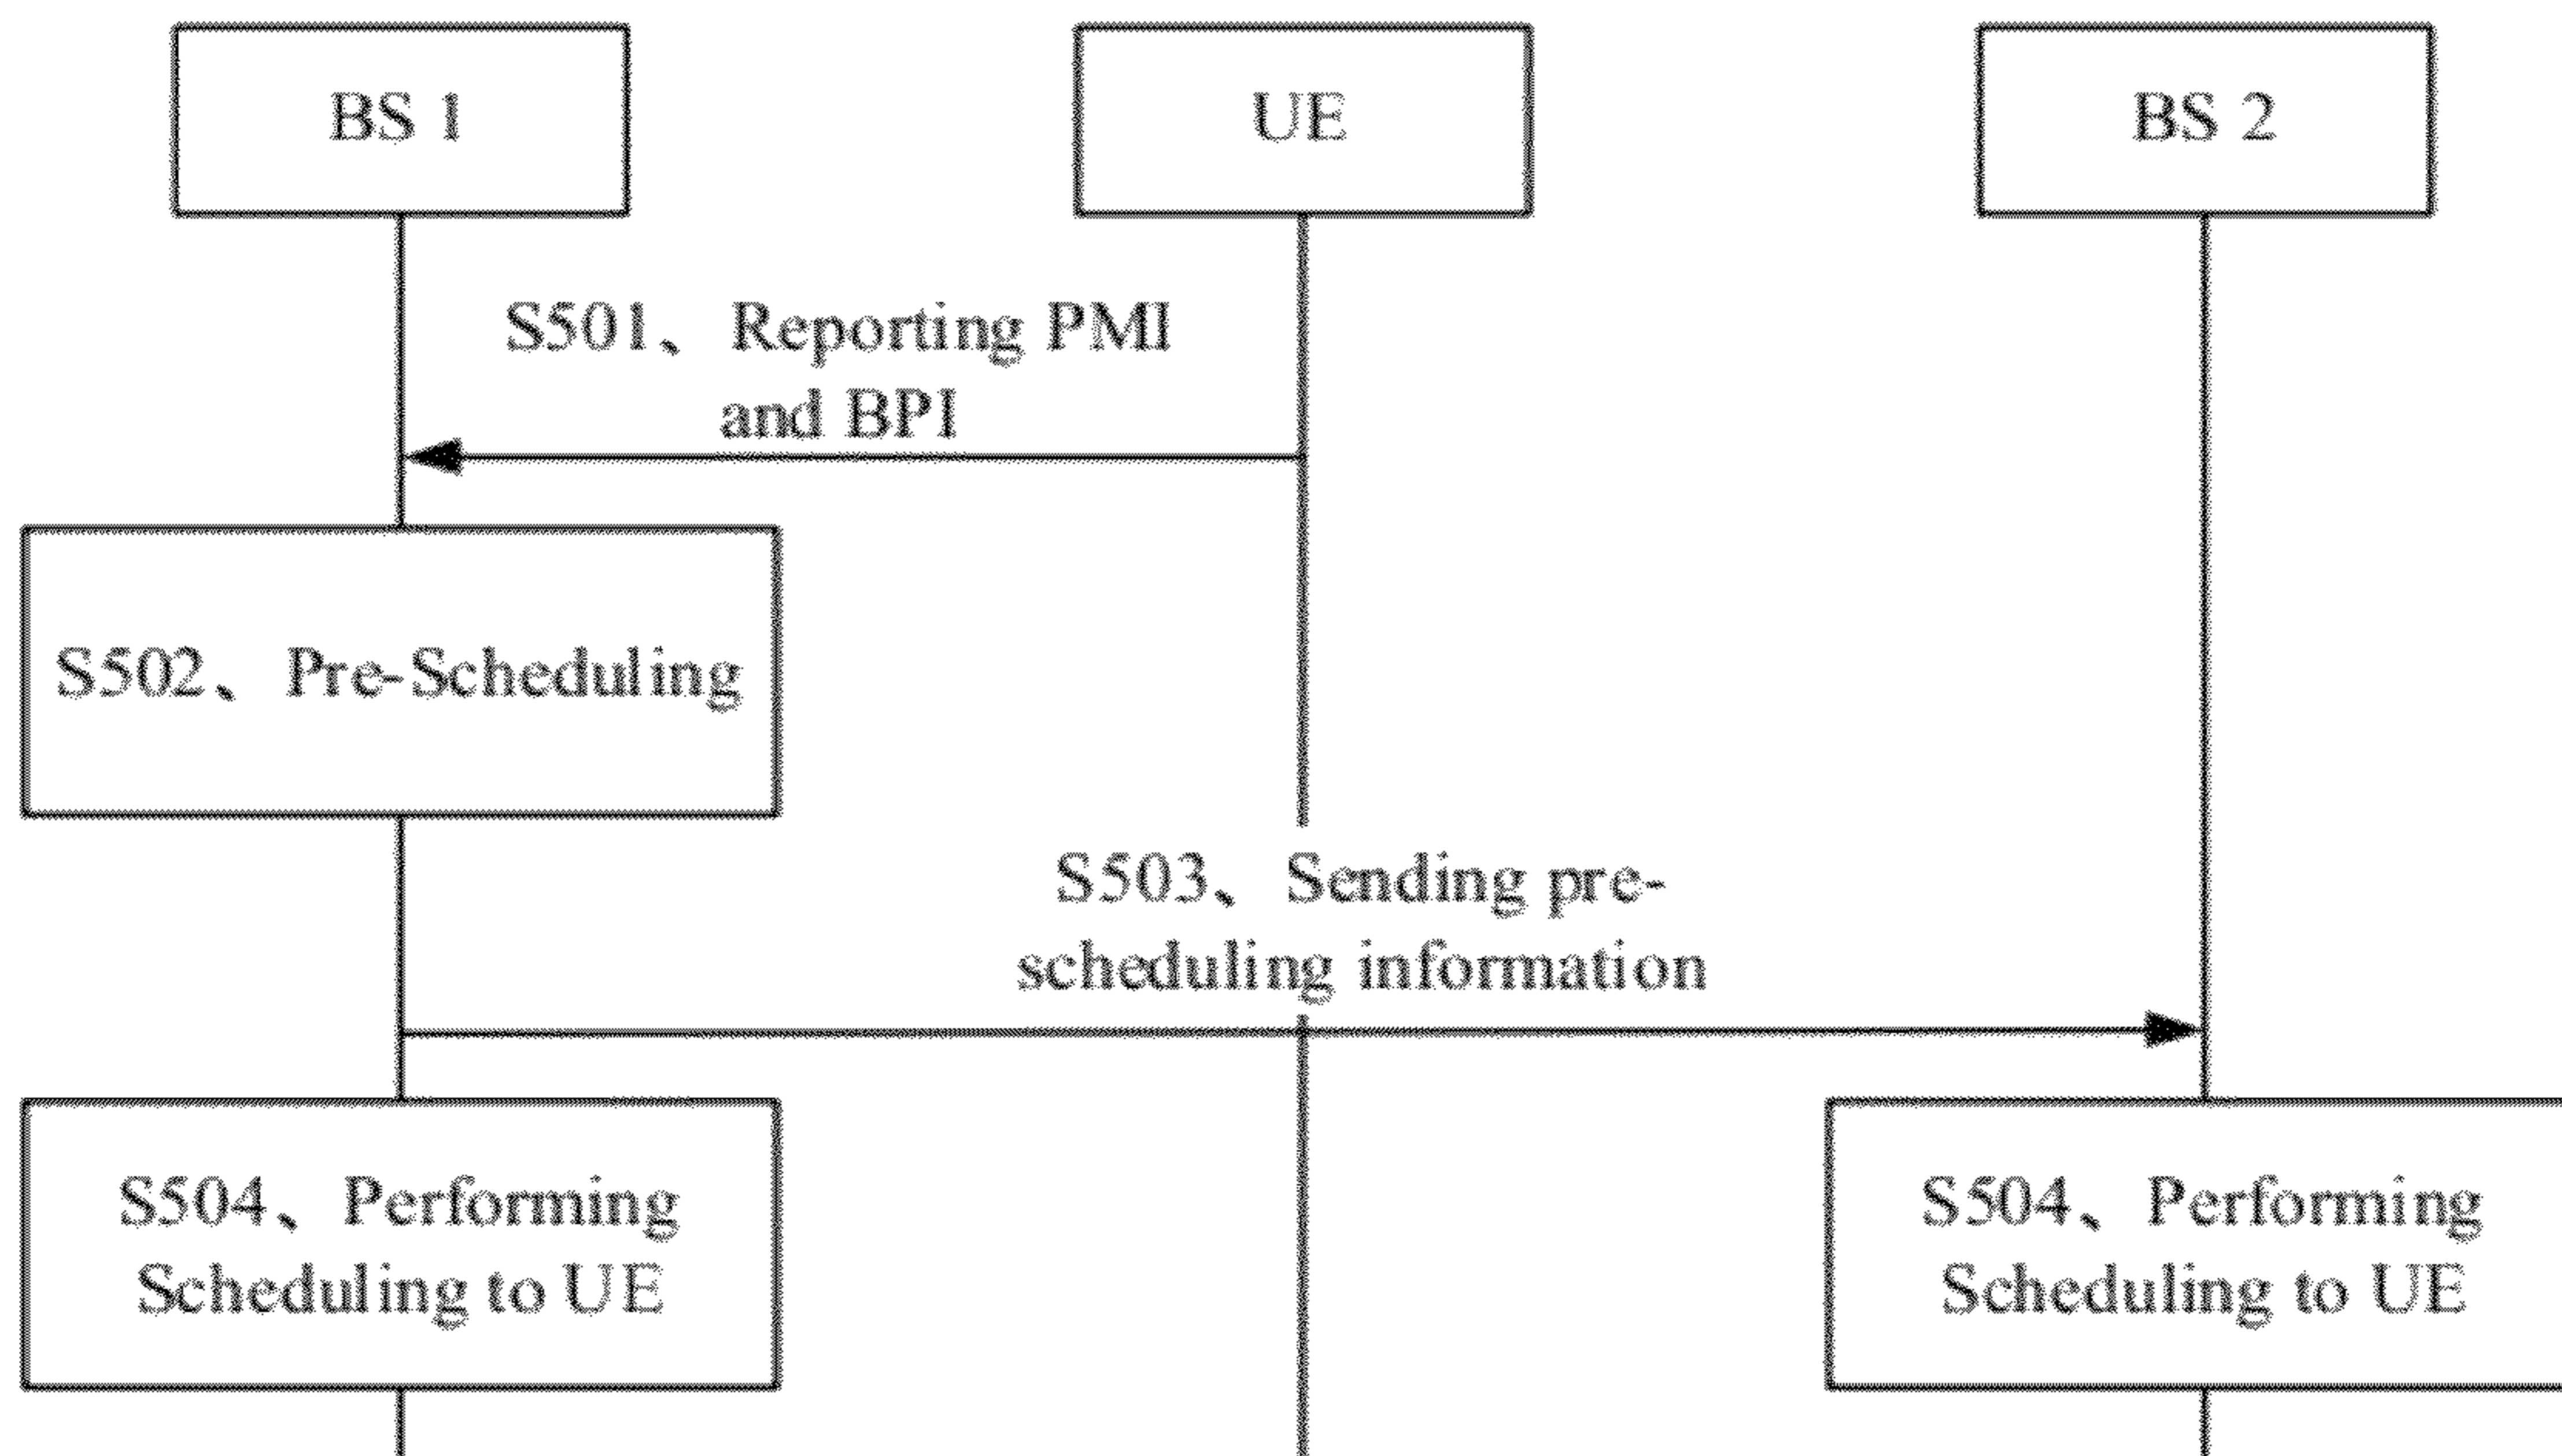 BS 1
UE
BS 2
S501、Reporting PMI
and BPI
S502、Pre-Scheduling
S503、Sending pre-
scheduling information
S504、Performing
Scheduling to UE
S504、Performing
Scheduling to UE